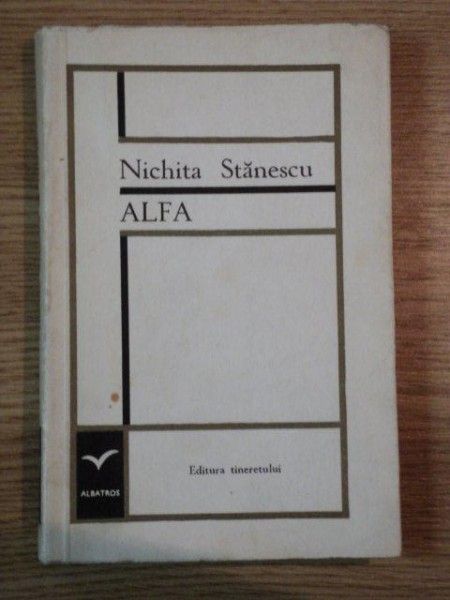 Nichita Stănescu
ALFA
Editura tineretului
ALBATROS